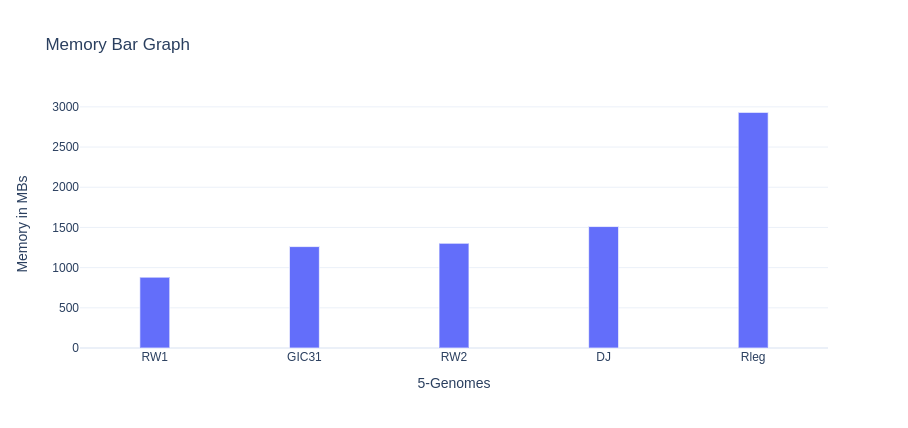 Memory Bar Graph
Memory in MBs
3000
2500
2000
1500
1000
500
0
RW1 GIC31 RW2 DJ Rleg
5-Genomes